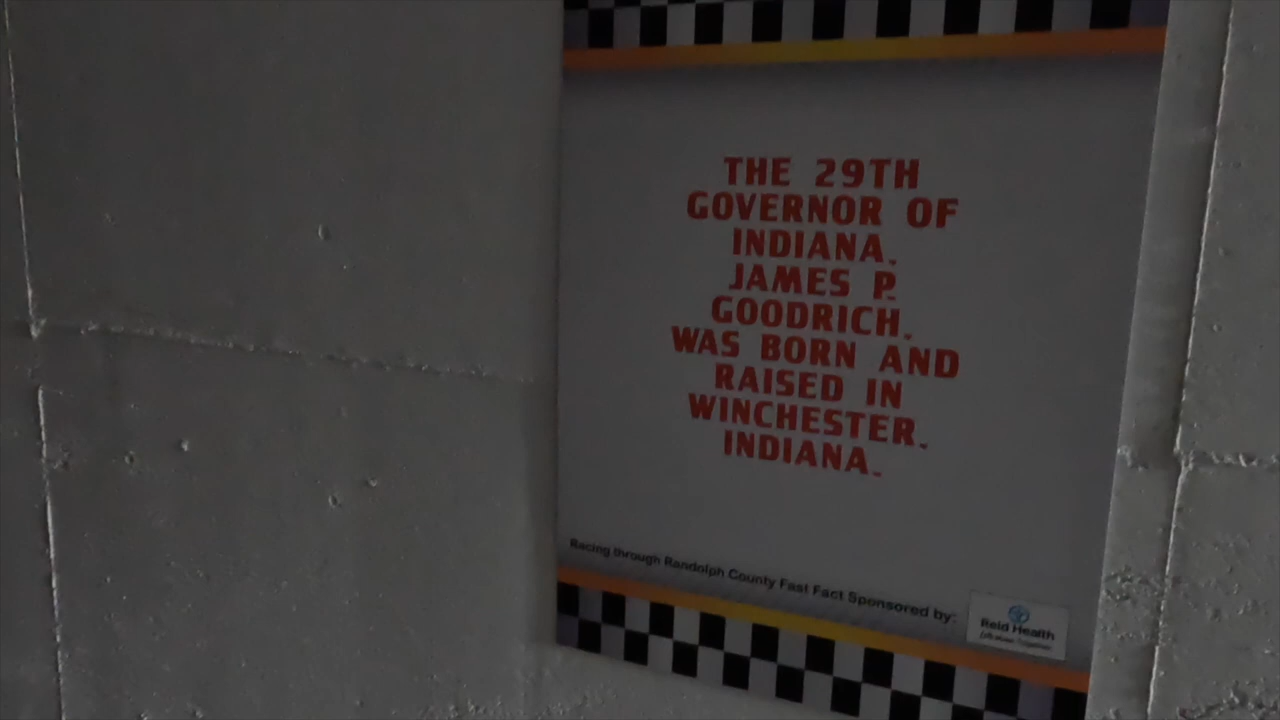 THE 29TH
GOVERNOR OF
INDIANA,
JAMES P.
GOODRICH,
WAS BORN AND
RAISED IN
WINCHESTER,
INDIANA.
Racing through Randolph County Fast Fact Sponsored by:
Reid Health